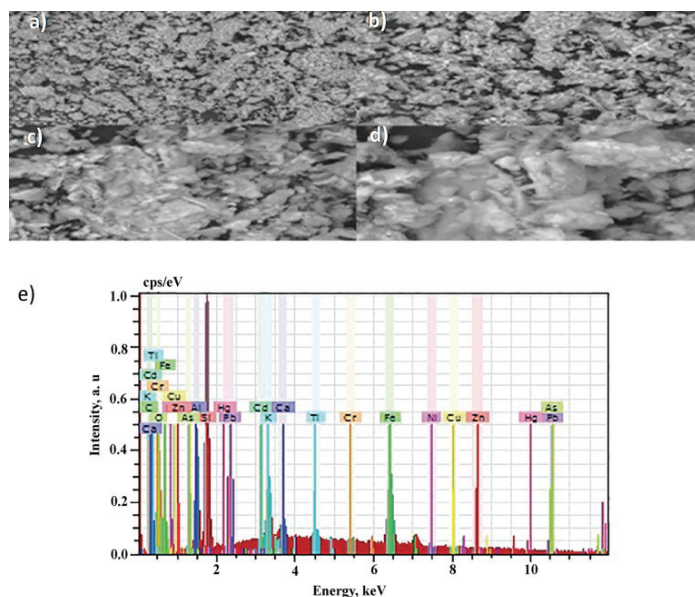 a)
b)
c)
d)
e)
cps/eV
1.0
0.8
0.6
0.4
0.2
0.0
Intensity, a. u
Tl
Fe
Cd
Cr
K
Cu
C
Zn
Al
Hg
Cd
Ca
As
O
As
Si
Pb
K
Tl
Cr
Fe
Ni
Cu
Zn
Hg
Pb
Ca
2
4
6
8
10
Energy, keV